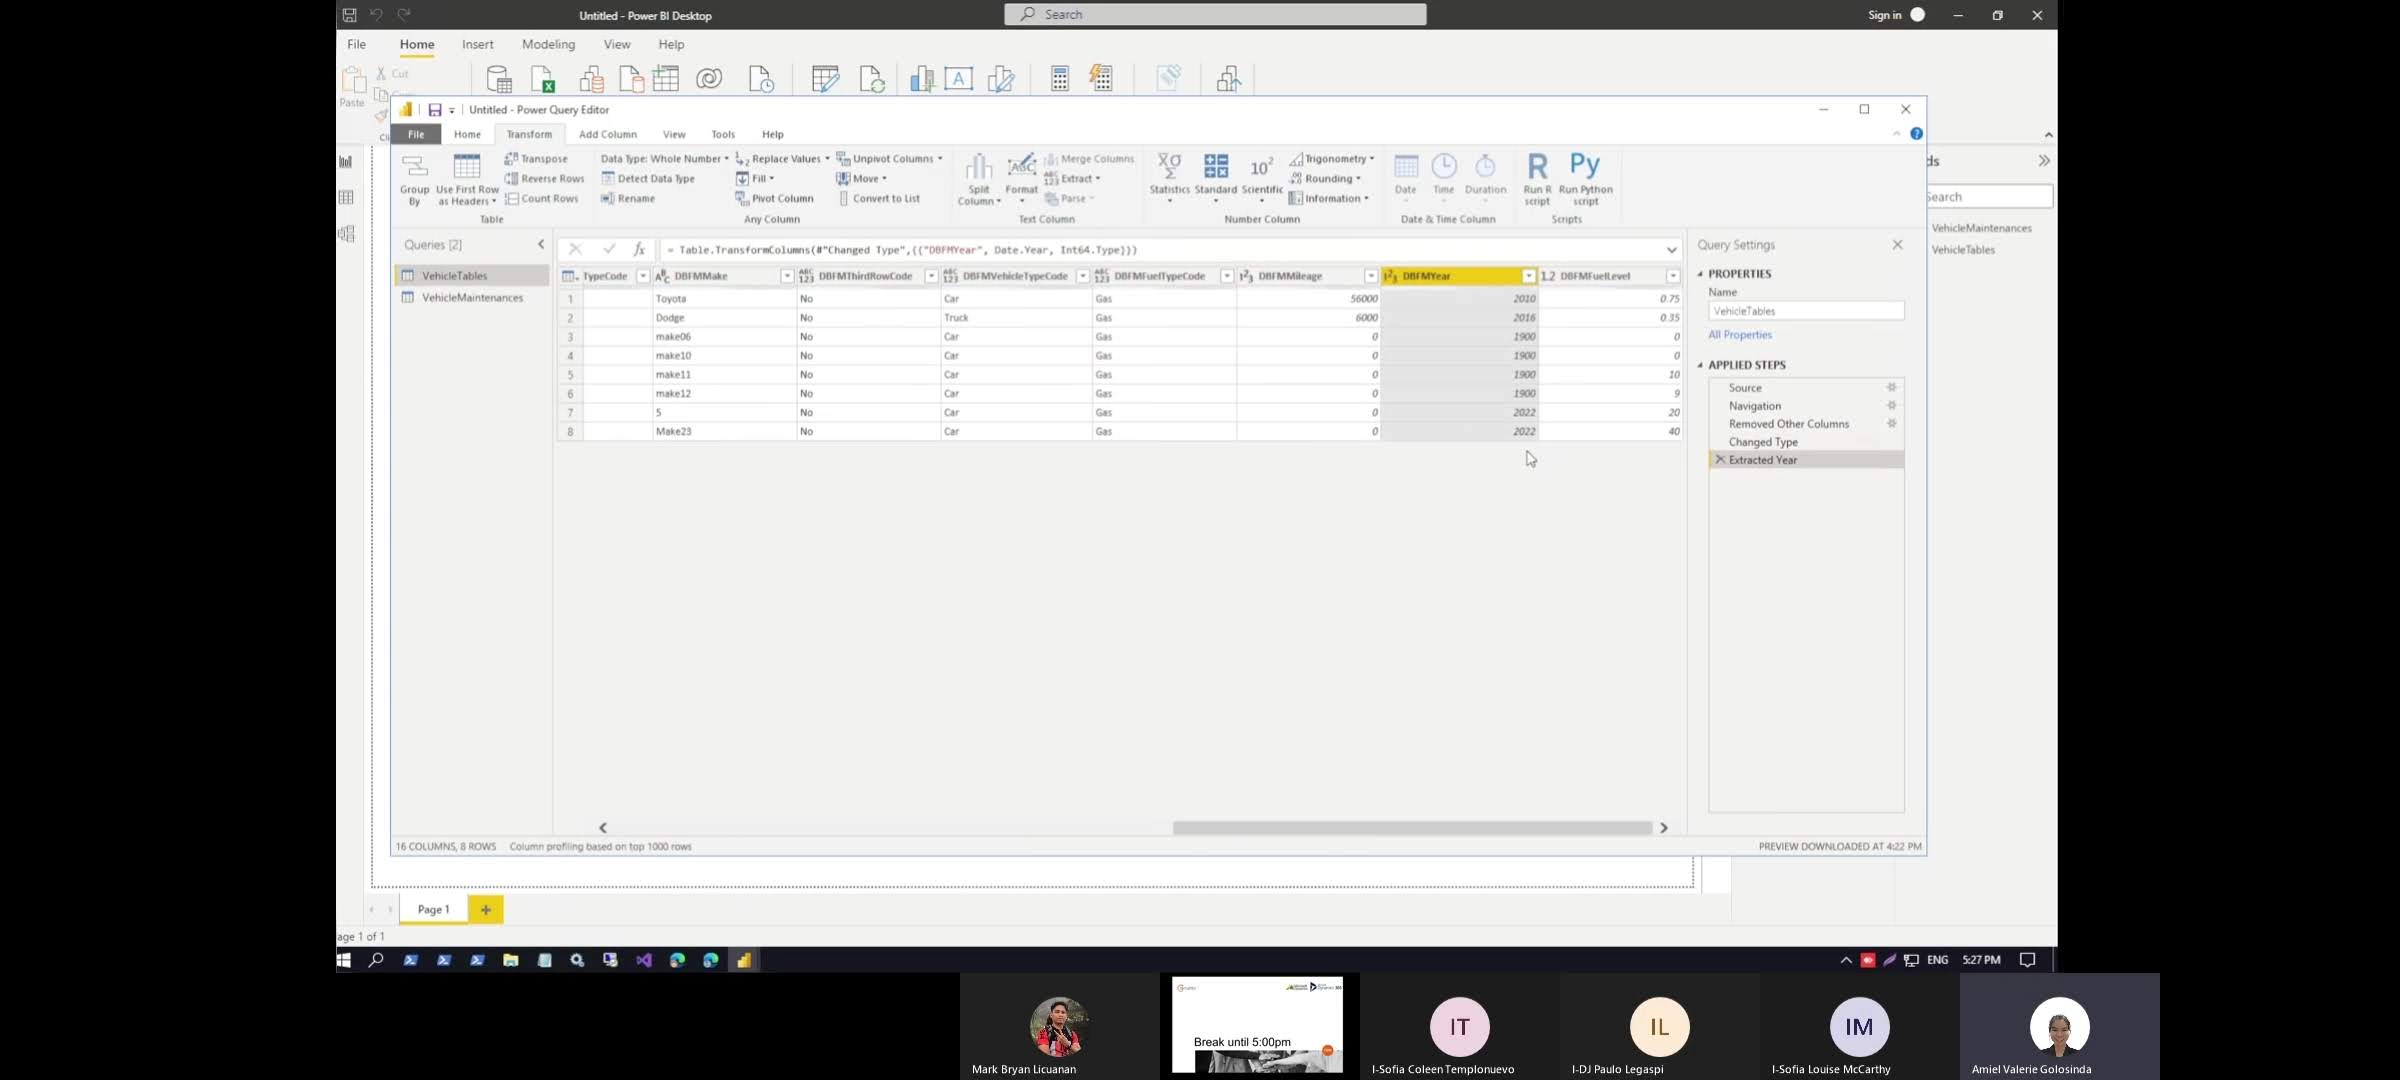 Untitled - Power BI Desktop
Search
Sign in
File Home Insert Modeling View Help
Cut
Paste
Untitled - Power Query Editor
File Home Transform Add Column View Tools Help
Group By
Use First Row as Headers
Transpose
Reverse Rows
Count Rows
Table
Data Type: Whole Number
Detect Data Type
Rename
Replace Values
Fill
Pivot Column
Unpivot Columns
Move
Convert to List
Any Column
Split Column
Format
Merge Columns
Extract
Parse
Text Column
Statistics
Standard
Scientific
Trigonometry
Rounding
Information
Number Column
Date
Time
Duration
Date & Time Column
Run R script
Run Python script
Scripts
ds
Search
VehicleMaintenances
VehicleTables
Queries [2]
VehicleTables
VehicleMaintenances
= Table.TransformColumns(#"Changed Type",{{"DBFMYear", Date.Year, Int64.Type}})
TypeCode DBFMMake DBFMThirdRowCode DBFMVehicleTypeCode DBFMFuelTypeCode DBFMMileage DBFMYear 1.2 DBFMFuelLevel
1 Toyota No Car Gas 56000 2010 0.75
2 Dodge No Truck Gas 6000 2016 0.35
3 make06 No Car Gas 0 1900 0
4 make10 No Car Gas 0 1900 0
5 make11 No Car Gas 0 1900 10
6 make12 No Car Gas 0 1900 9
7 5 No Car Gas 0 2022 20
8 Make23 No Car Gas 0 2022 40
Query Settings
PROPERTIES
Name
VehicleTables
All Properties
APPLIED STEPS
Source
Navigation
Removed Other Columns
Changed Type
Extracted Year
16 COLUMNS, 8 ROWS Column profiling based on top 1000 rows
PREVIEW DOWNLOADED AT 4:22 PM
Page 1
age 1 of 1
ENG 5:27 PM
Mark Bryan Licuanan
Break until 5:00pm
IT
I-Sofia Coleen Templonuevo
IL
I-DJ Paulo Legaspi
IM
I-Sofia Louise McCarthy
Amiel Valerie Golosinda